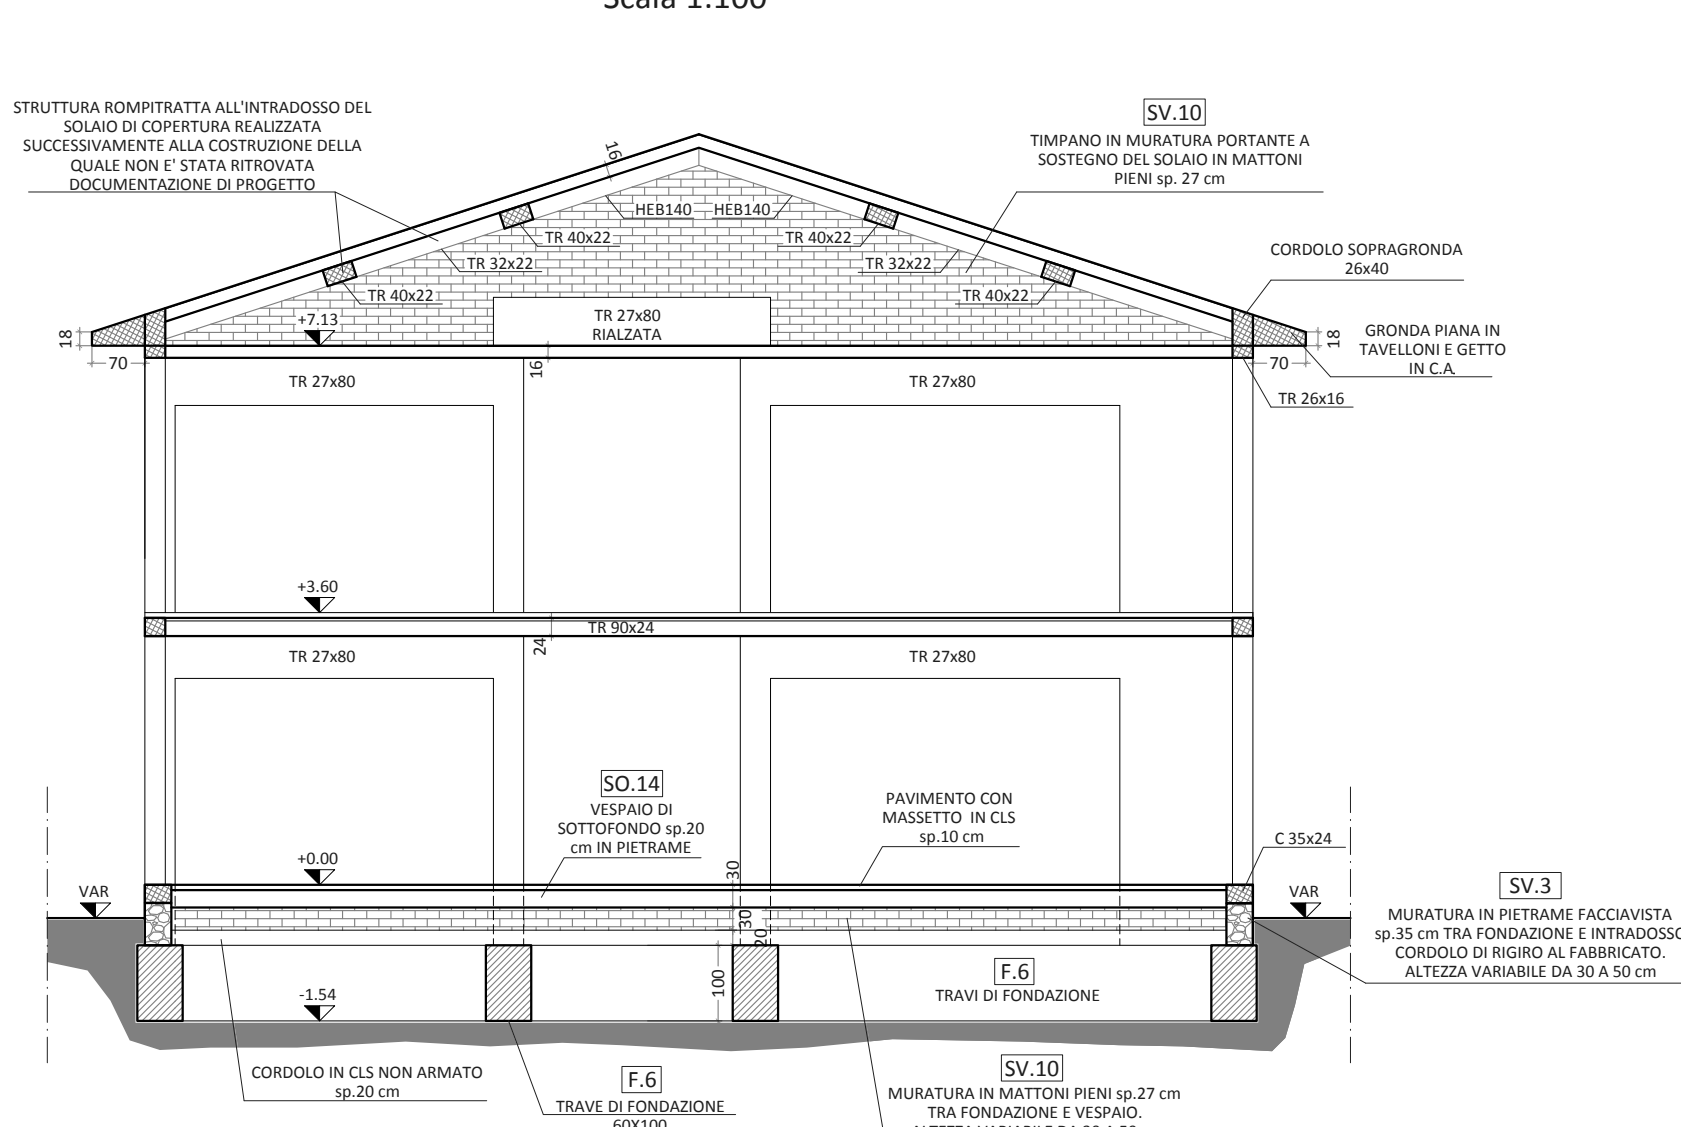 Scala 1:100
STRUTTURA ROMPITRATTA ALL'INTRADOSSO DEL
SOLAIO DI COPERTURA REALIZZATA
SUCCESSIVAMENTE ALLA COSTRUZIONE DELLA
QUALE NON E' STATA RITROVATA
DOCUMENTAZIONE DI PROGETTO
16
SV.10
TIMPANO IN MURATURA PORTANTE A
SOSTEGNO DEL SOLAIO IN MATTONI
PIENI sp. 27 cm
HEB140
HEB140
TR 40x22
TR 40x22
TR 32x22
TR 32x22
TR 40x22
TR 40x22
CORDOLO SOPRAGRONDA
26x40
+7.13
TR 27x80
RIALZATA
18
70
18
70
GRONDA PIANA IN
TAVELLONI E GETTO
IN C.A.
TR 26x16
TR 27x80
16
TR 27x80
+3.60
TR 90x24
24
TR 27x80
TR 27x80
SO.14
VESPAIO DI
SOTTOFONDO sp.20
cm IN PIETRAME
PAVIMENTO CON
MASSETTO IN CLS
sp.10 cm
C 35x24
+0.00
30
VAR
VAR
SV.3
MURATURA IN PIETRAME FACCIAVISTA
sp.35 cm TRA FONDAZIONE E INTRADOSSO
CORDOLO DI RIGIRO AL FABBRICATO.
ALTEZZA VARIABILE DA 30 A 50 cm
30
20
100
F.6
TRAVI DI FONDAZIONE
-1.54
CORDOLO IN CLS NON ARMATO
sp.20 cm
F.6
TRAVE DI FONDAZIONE
60X100
SV.10
MURATURA IN MATTONI PIENI sp.27 cm
TRA FONDAZIONE E VESPAIO.